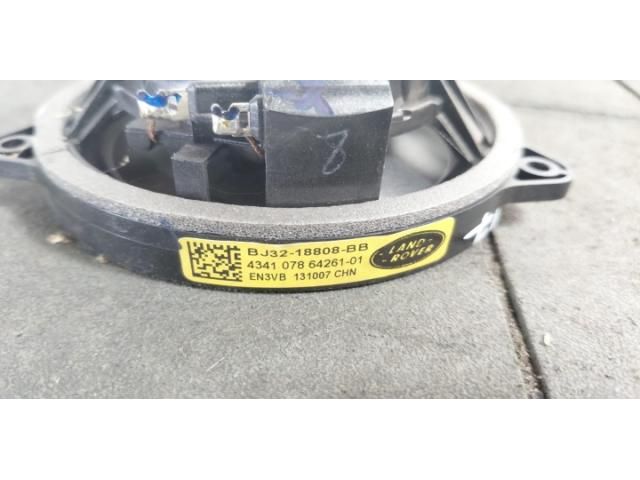 8
BJ32-18808-BB
4341 078 64261-01
EN3VB 131007 CHN
LAND
ROVER